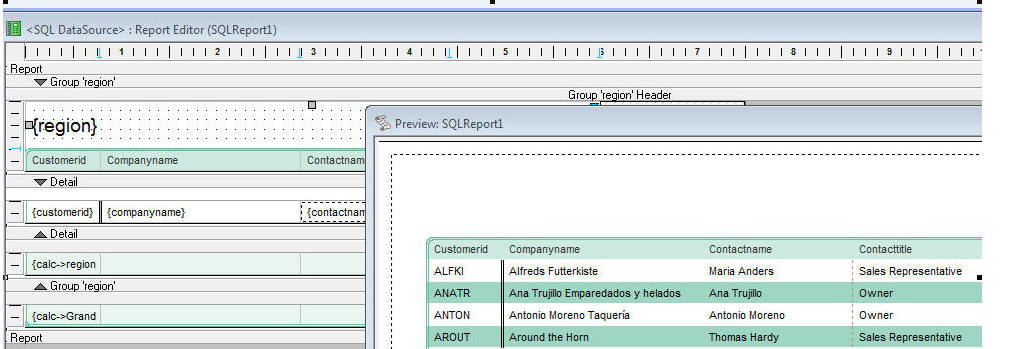 <SQL DataSource> : Report Editor (SQLReport1)
1 2 3 5 6 7 8 9
Report
Group 'region'
Group 'region' Header
{region}
Customerid Companyname Contactname
Detail
{customerid} {companyname} {contactnam
Detail
{calc->region
Group 'region'
{calc->Grand
Report
Preview: SQLReport1
Customerid Companyname Contactname Contacttitle
ALFKI Alfreds Futterkiste Maria Anders Sales Representative
ANATR Ana Trujillo Emparedados y helados Ana Trujillo Owner
ANTON Antonio Moreno Taquería Antonio Moreno Owner
AROUT Around the Horn Thomas Hardy Sales Representative